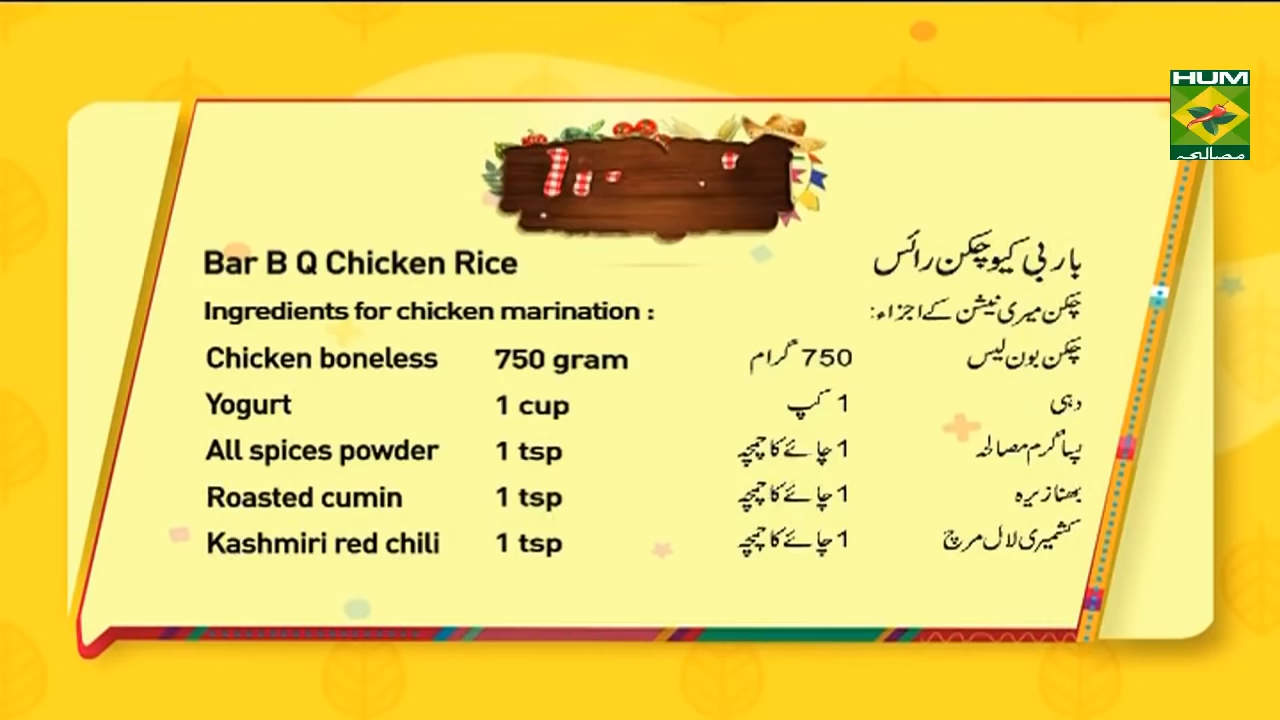 HUM
مصالحہ
Bar B Q Chicken Rice بار بی کیو چکن رائس
Ingredients for chicken marination : چکن میری نیشن کے اجزاء:
Chicken boneless 750 gram 750 گرام چکن بون لیس
Yogurt 1 cup 1 کپ دہی
All spices powder 1 tsp 1 چائے کا چمچہ پسا گرم مصالحہ
Roasted cumin 1 tsp 1 چائے کا چمچہ بھنا زیرہ
Kashmiri red chili 1 tsp 1 چائے کا چمچہ کشمیری لال مرچ